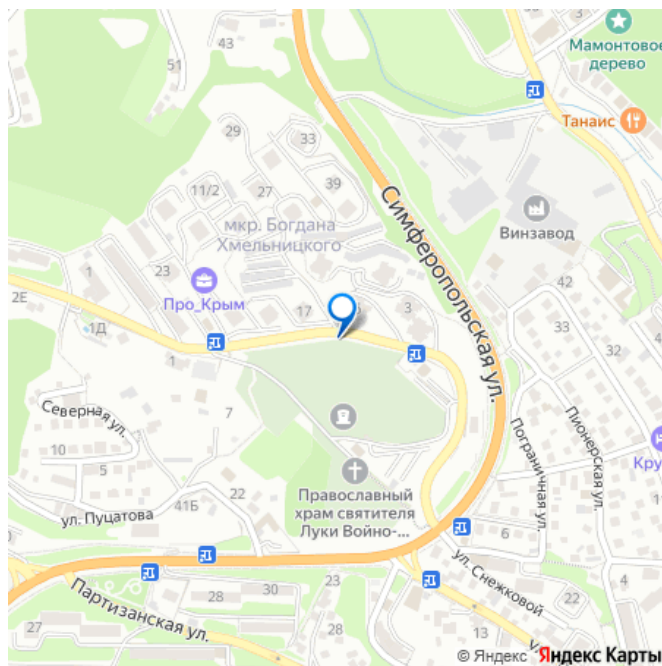 43
Мамонтовое
дерево
51
Танаис
29
33
11/2
27
39
Симферопольская ул.
мкр. Богдана
Хмельницкого
Винзавод
1
23
42
2Е
Про_Крым
17
3
33
32
1Д
1
7
Северная ул.
Пограничная ул.
Пионерская ул.
Кру
10
5
22
Православный
храм святителя
Луки Войно-...
41Б
ул. Пуцатова
6
ул. Снежковой
4
Партизанская ул.
28
30
23
22
27
28
13
у
© Яндекс Яндекс Карты